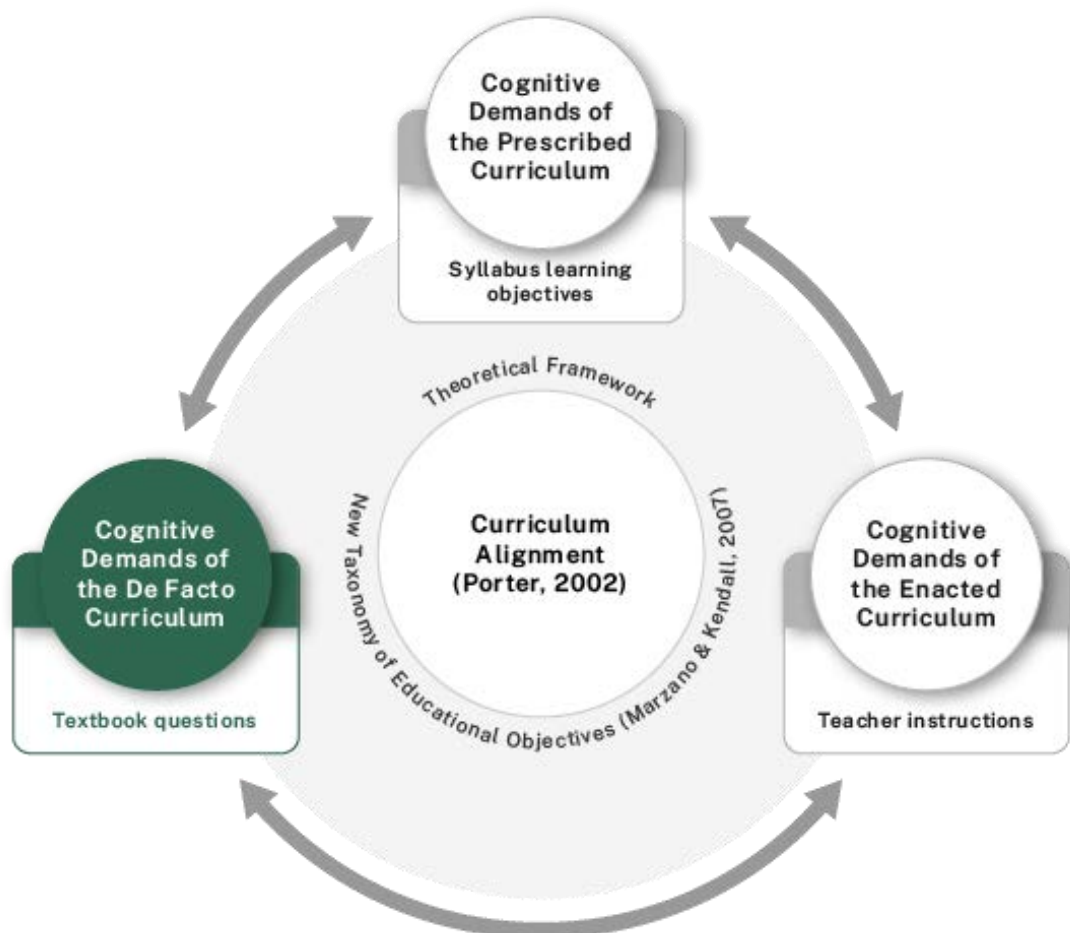 Cognitive
Demands of
the Prescribed
Curriculum
Syllabus learning
objectives
Theoretical Framework
New Taxonomy of Educational Objectives (Marzano & Kendall, 2007)
Curriculum
Alignment
(Porter, 2002)
Cognitive
Demands of
the De Facto
Curriculum
Textbook questions
Cognitive
Demands of
the Enacted
Curriculum
Teacher instructions